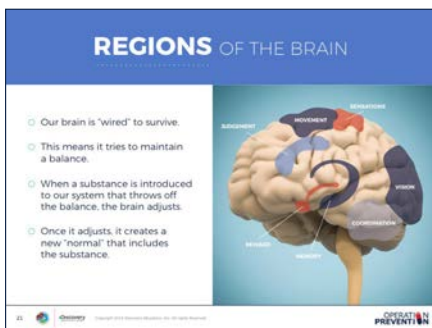 REGIONS OF THE BRAIN
Our brain is "wired" to survive.
This means it tries to maintain
a balance.
When a substance is introduced
to our system that throws off
the balance, the brain adjusts.
Once it adjusts, it creates a
new "normal" that includes
the substance.
SENSATIONS
MOVEMENT
JUDGEMENT
VISION
COORDINATION
MEMORY
21
Discovery
OPERATION
PREVENTION